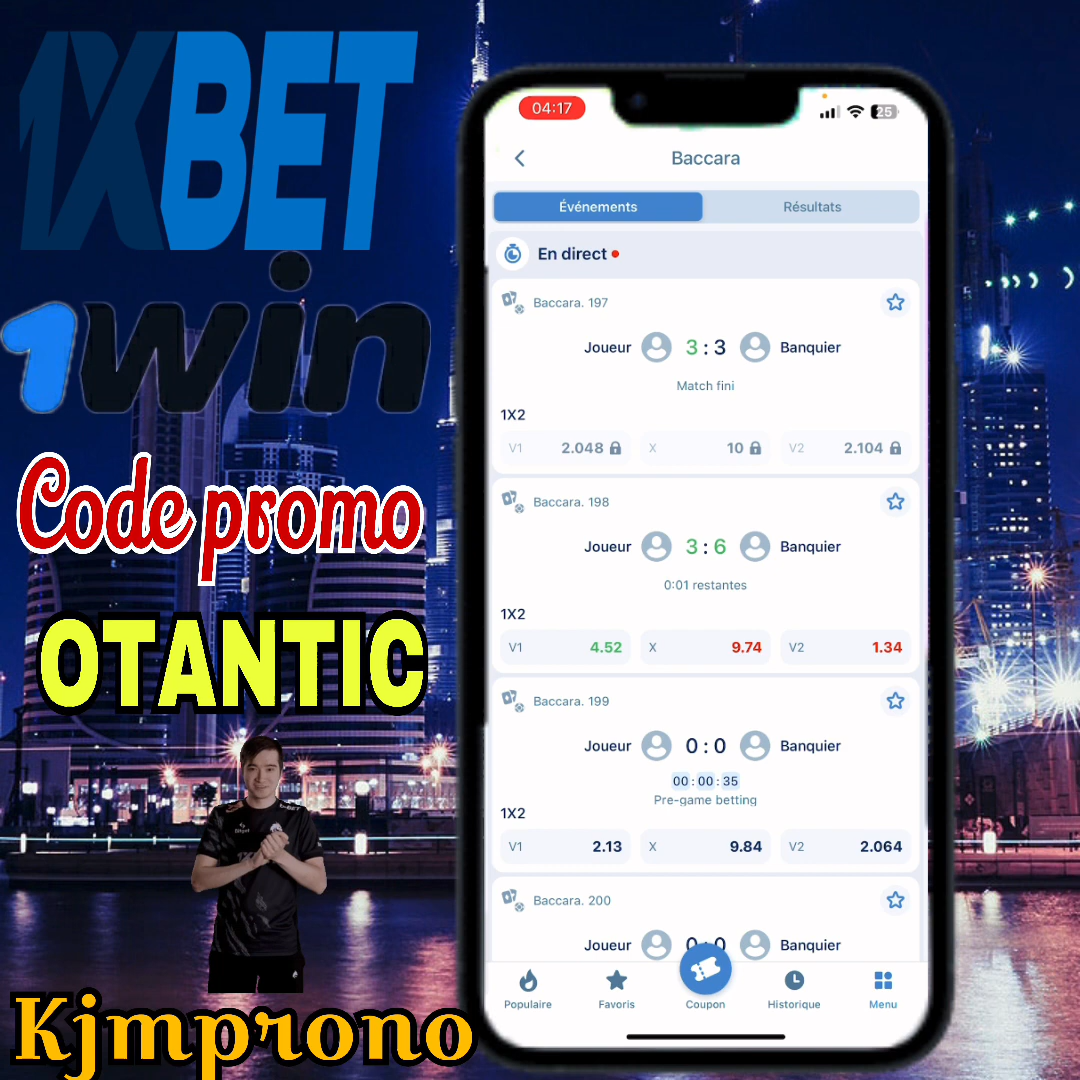 1XBET
1win
Code promo
OTANTIC
Kjmprono
04:17
25
Baccara
Événements
Résultats
En direct
Baccara. 197
Joueur 3 : 3 Banquier
Match fini
1X2
V1 2.048 X 10 V2 2.104
Baccara. 198
Joueur 3 : 6 Banquier
0:01 restantes
1X2
V1 4.52 X 9.74 V2 1.34
Baccara. 199
Joueur 0 : 0 Banquier
00 : 00 : 35
Pre-game betting
1X2
V1 2.13 X 9.84 V2 2.064
Baccara. 200
Joueur 0 : 0 Banquier
Populaire Favoris Coupon Historique Menu